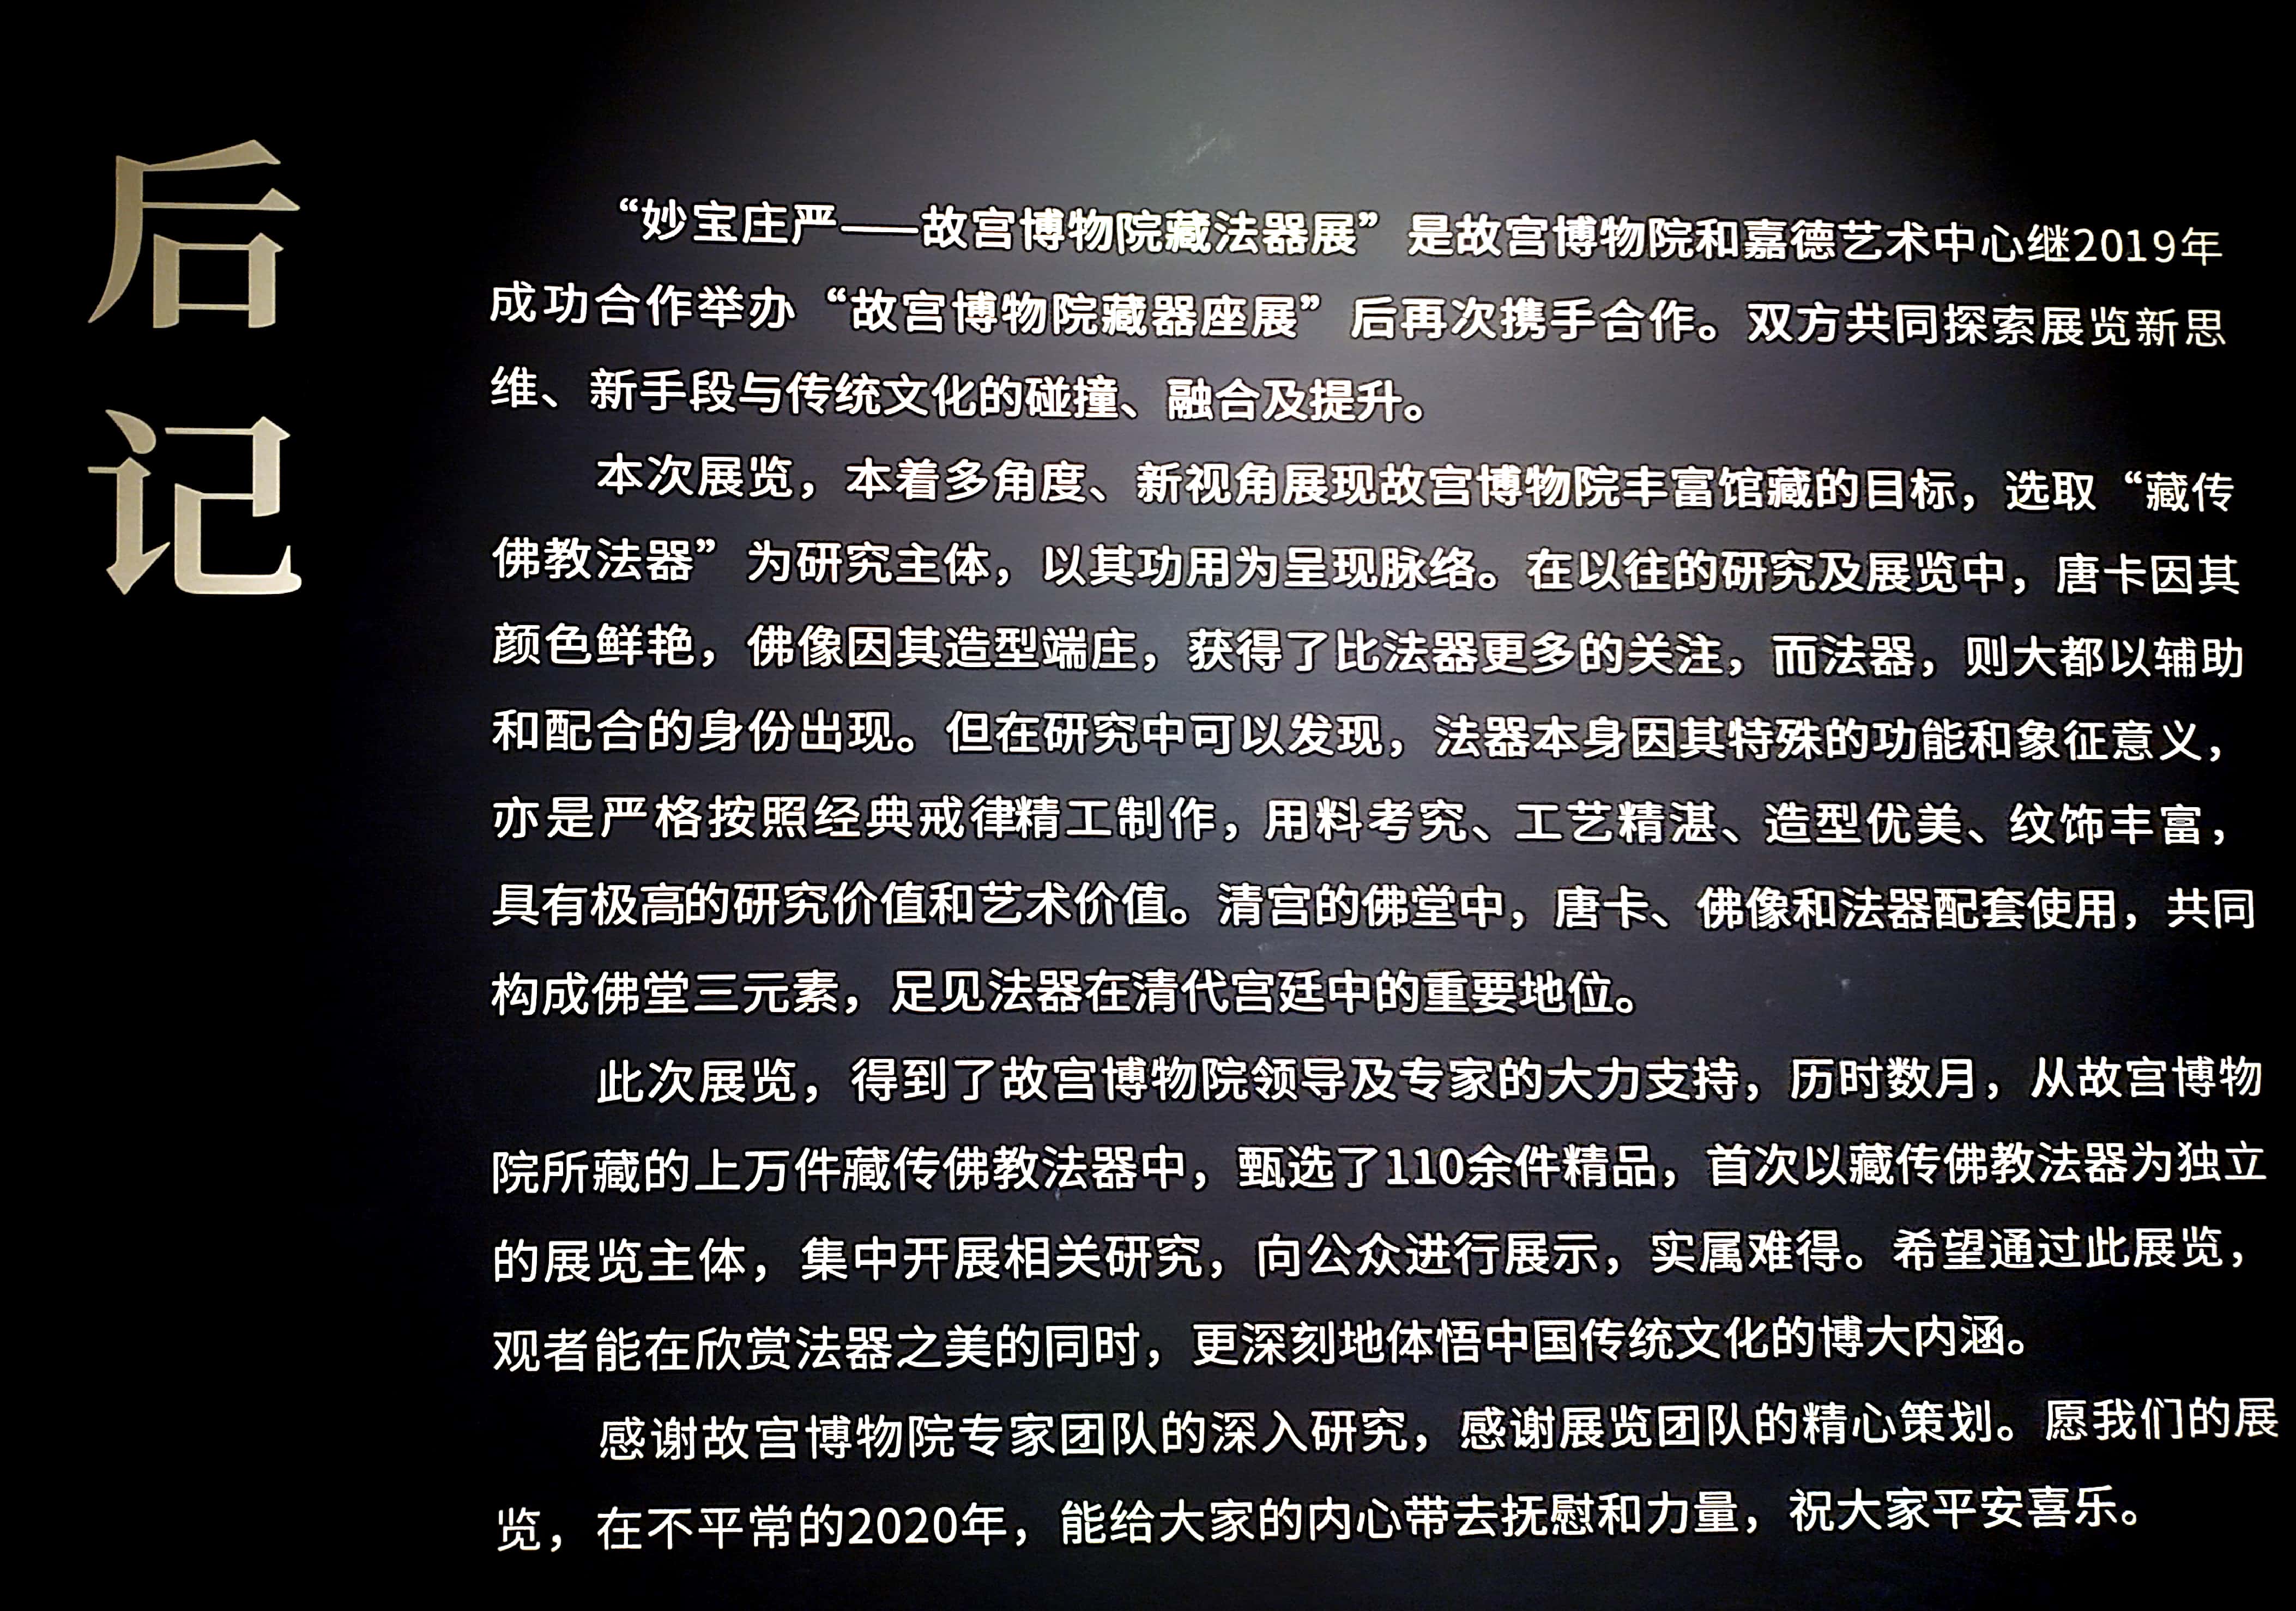 后记
“妙宝庄严——故宫博物院藏法器展”是故宫博物院和嘉德艺术中心继2019年
成功合作举办“故宫博物院藏器座展”后再次携手合作。双方共同探索展览新思
维、新手段与传统文化的碰撞、融合及提升。
本次展览，本着多角度、新视角展现故宫博物院丰富馆藏的目标，选取“藏传
佛教法器”为研究主体，以其功用为呈现脉络。在以往的研究及展览中，唐卡因其
颜色鲜艳，佛像因其造型端庄，获得了比法器更多的关注，而法器，则大都以辅助
和配合的身份出现。但在研究中可以发现，法器本身因其特殊的功能和象征意义，
亦是严格按照经典戒律精工制作，用料考究、工艺精湛、造型优美、纹饰丰富，
具有极高的研究价值和艺术价值。清宫的佛堂中，唐卡、佛像和法器配套使用，共同
构成佛堂三元素，足见法器在清代宫廷中的重要地位。
此次展览，得到了故宫博物院领导及专家的大力支持，历时数月，从故宫博物
院所藏的上万件藏传佛教法器中，甄选了110余件精品，首次以藏传佛教法器为独立
的展览主体，集中开展相关研究，向公众进行展示，实属难得。希望通过此展览，
观者能在欣赏法器之美的同时，更深刻地体悟中国传统文化的博大内涵。
感谢故宫博物院专家团队的深入研究，感谢展览团队的精心策划。愿我们的展
览，在不平常的2020年，能给大家的内心带去抚慰和力量，祝大家平安喜乐。